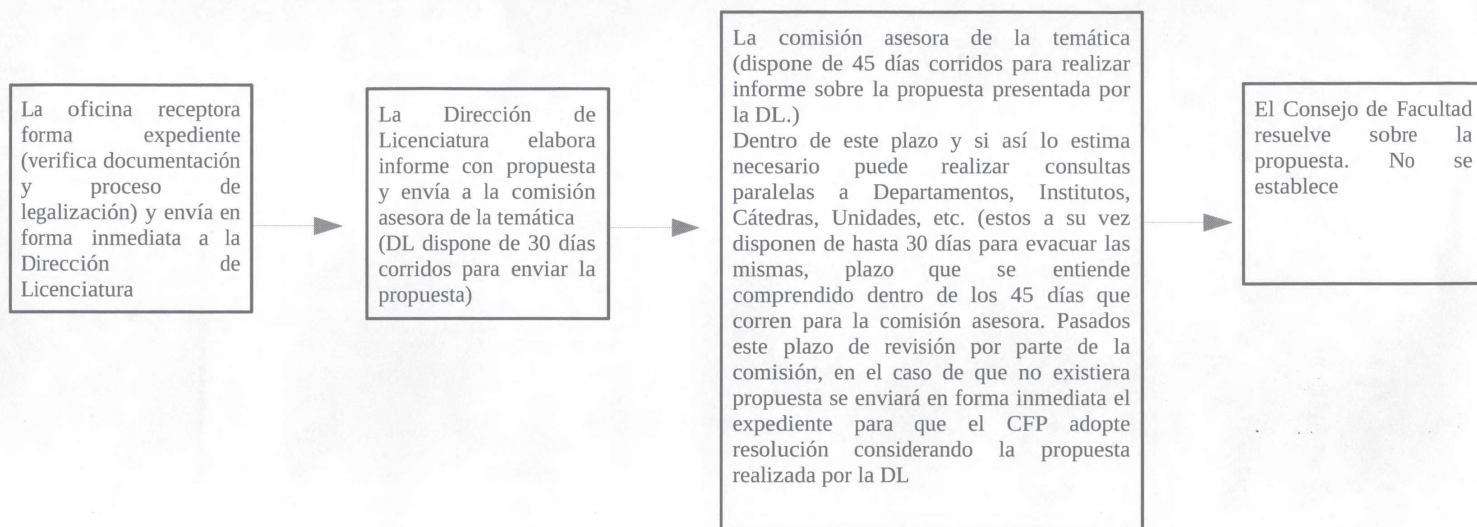 La oficina receptora
forma expediente
(verifica documentación
y proceso de
legalización) y envía en
forma inmediata a la
Dirección de
Licenciatura
La Dirección de
Licenciatura elabora
informe con propuesta
y envía a la comisión
asesora de la temática
(DL dispone de 30 días
corridos para enviar la
propuesta)
La comisión asesora de la temática
(dispone de 45 días corridos para realizar
informe sobre la propuesta presentada por
la DL.)
Dentro de este plazo y si así lo estima
necesario puede realizar consultas
paralelas a Departamentos, Institutos,
Cátedras, Unidades, etc. (estos a su vez
disponen de hasta 30 días para evacuar las
mismas, plazo que se entiende
comprendido dentro de los 45 días que
corren para la comisión asesora. Pasados
este plazo de revisión por parte de la
comisión, en el caso de que no existiera
propuesta se enviará en forma inmediata el
expediente para que el CFP adopte
resolución considerando la propuesta
realizada por la DL
El Consejo de Facultad
resuelve sobre la
propuesta. No se
establece